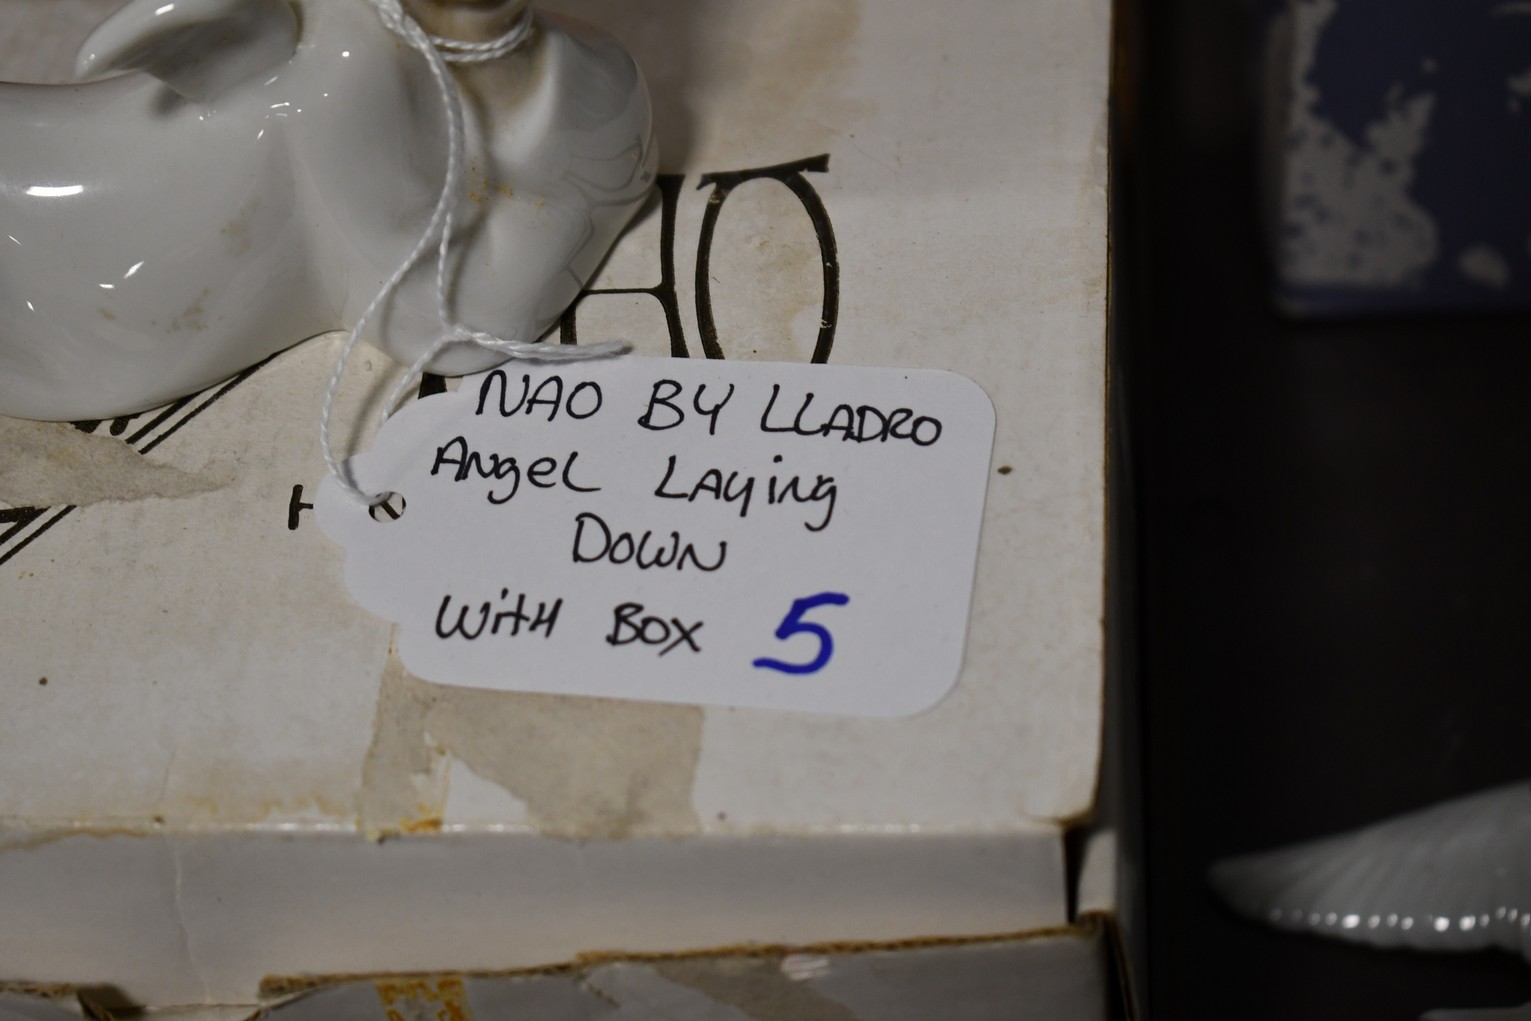 NAO BY LLADRO
Angel Laying
Down
With Box 5